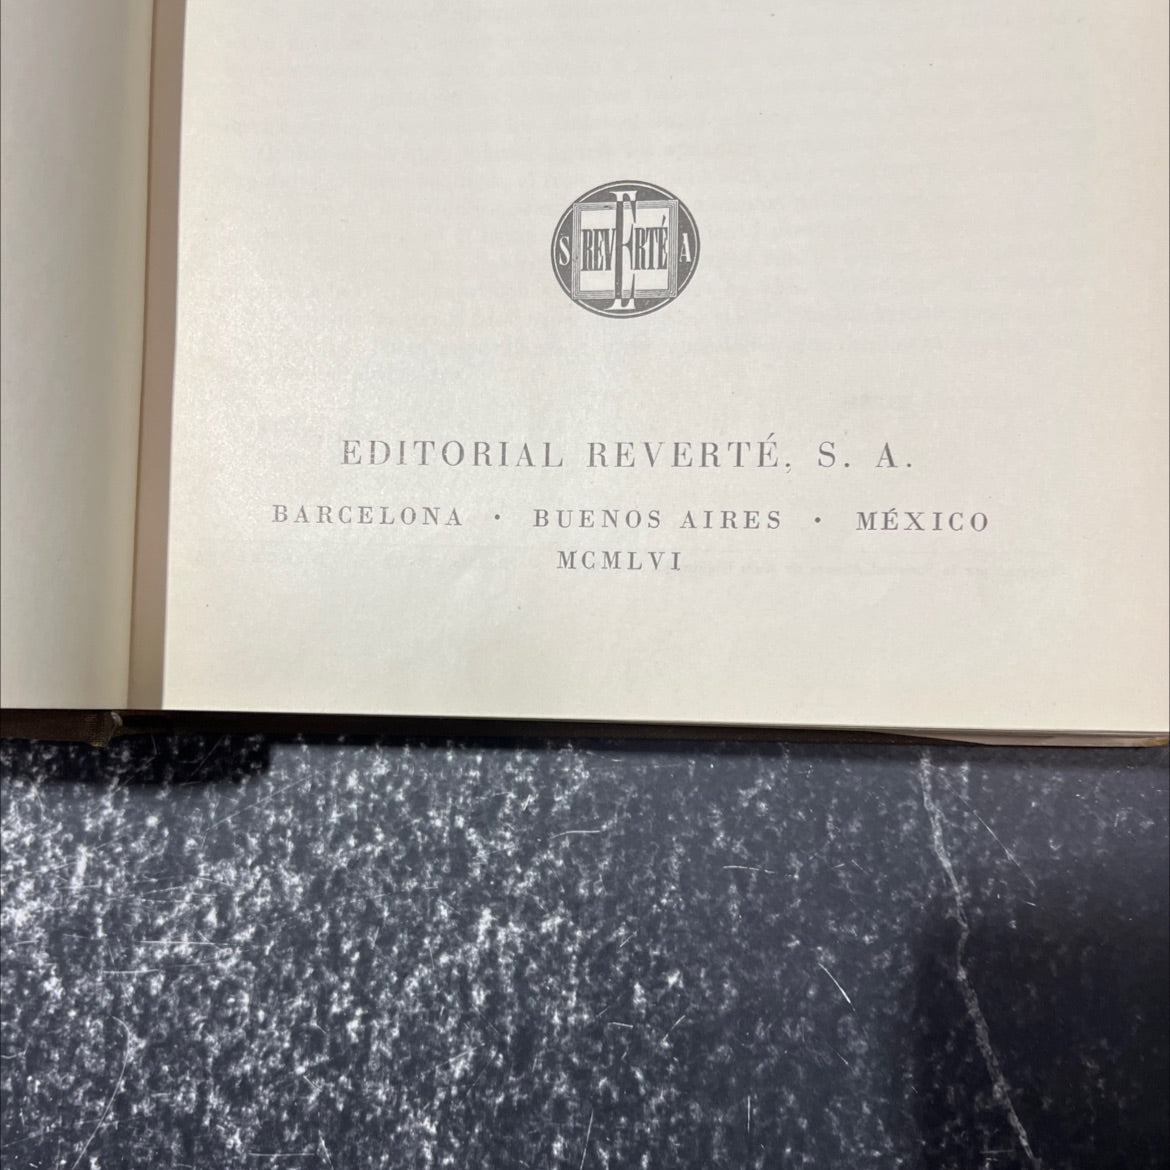 E
S REVERTÉ A
EDITORIAL REVERTÉ, S. A.
BARCELONA · BUENOS AIRES · MÉXICO
MCMLVI